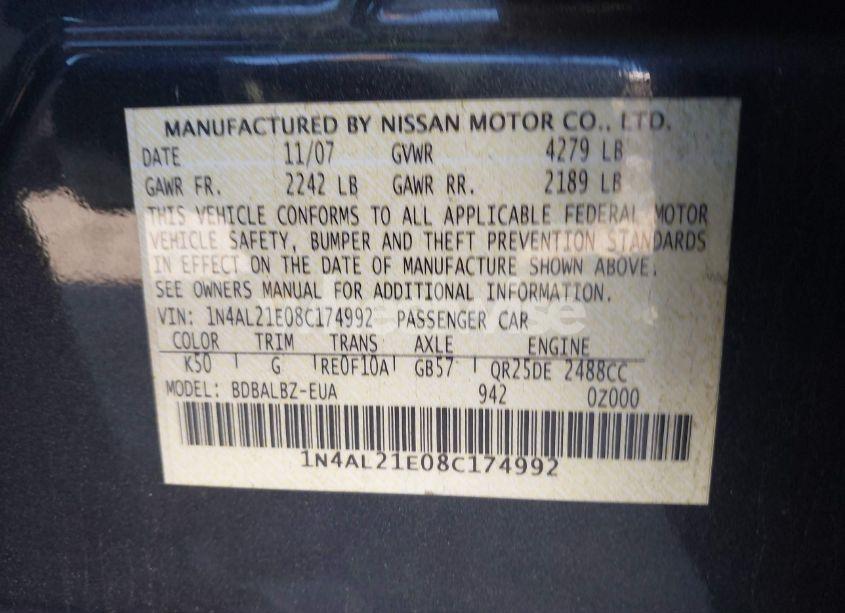 MANUFACTURED BY NISSAN MOTOR CO., LTD.
DATE 11/07 GVWR 4279 LB
GAWR FR. 2242 LB GAWR RR. 2189 LB
THIS VEHICLE CONFORMS TO ALL APPLICABLE FEDERAL MOTOR
VEHICLE SAFETY, BUMPER AND THEFT PREVENTION STANDARDS
IN EFFECT ON THE DATE OF MANUFACTURE SHOWN ABOVE.
SEE OWNERS MANUAL FOR ADDITIONAL INFORMATION.
VIN: 1N4AL21E08C174992 PASSENGER CAR
COLOR TRIM TRANS AXLE ENGINE
K50 G RE0F10A GB57 QR25DE 2488CC
MODEL: BDBALBZ-EUA 942 0Z000
1N4AL21E08C174992